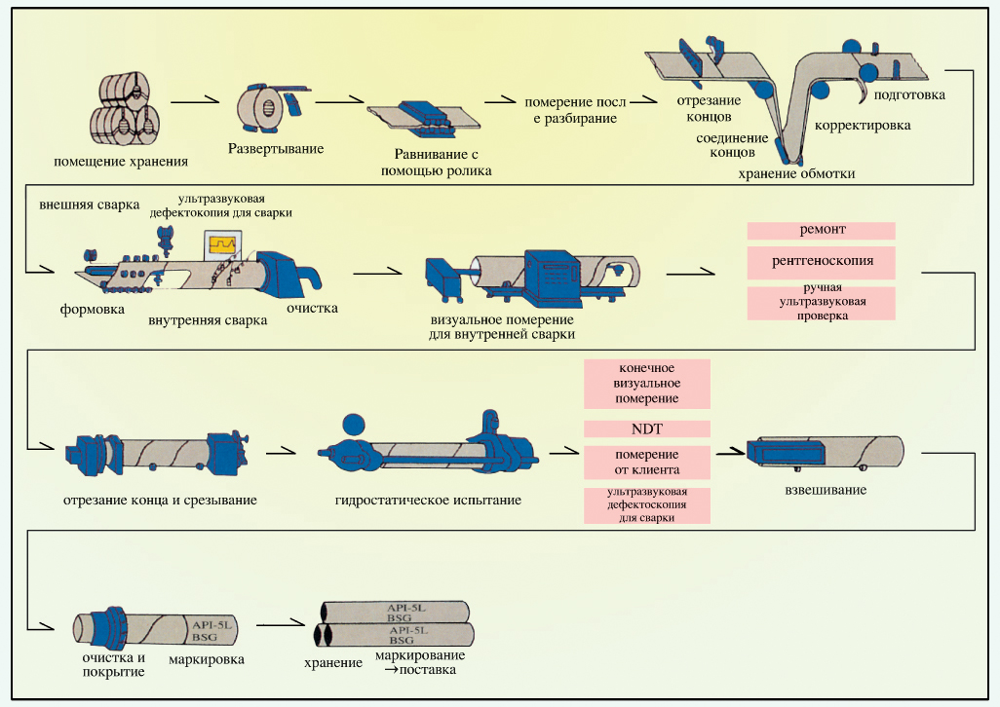 помещение хранения
Развертывание
Равнивание с
помощью ролика
померение посл
е разбирание
отрезание
концов
соединение
концов
хранение обмотки
корректировка
подготовка
внешняя сварка
ультразвуковая
дефектокопия для сварки
формовка
внутренняя сварка
очистка
визуальное померение
для внутренней сварки
ремонт
рентгеноскопия
ручная
ультразвуковая
проверка
отрезание конца и срезывание
гидростатическое испытание
конечное
визуальное
померение
NDT
померение
от клиента
ультразвуковая
дефектоскопия
для сварки
взвешивание
API-5L
BSG
очистка и
покрытие
маркировка
API-5L
BSG
API-5L
BSG
хранение
маркирование
→поставка